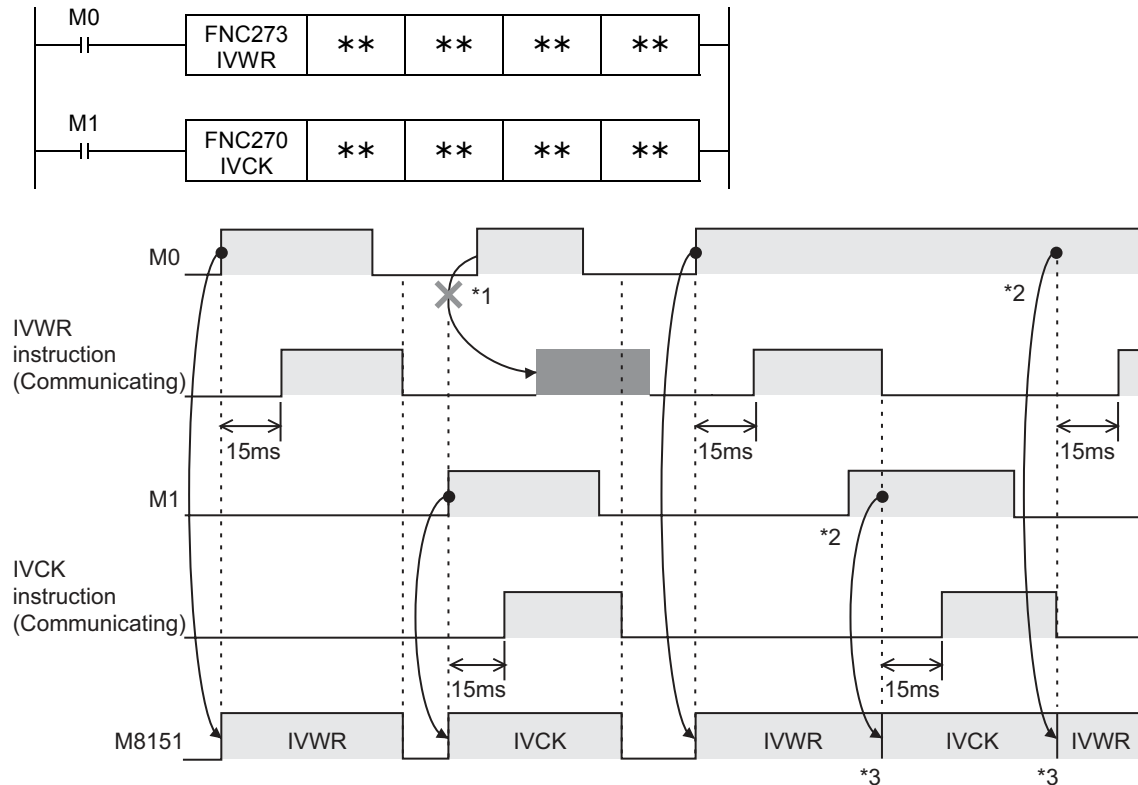 M0
FNC273
IVWR
** ** ** **
M1
FNC270
IVCK
** ** ** **
M0
*1
*2
IVWR
instruction
(Communicating)
15ms
15ms
15ms
M1
*2
IVCK
instruction
(Communicating)
15ms
15ms
M8151
IVWR
IVCK
IVWR
IVCK
IVWR
*3
*3